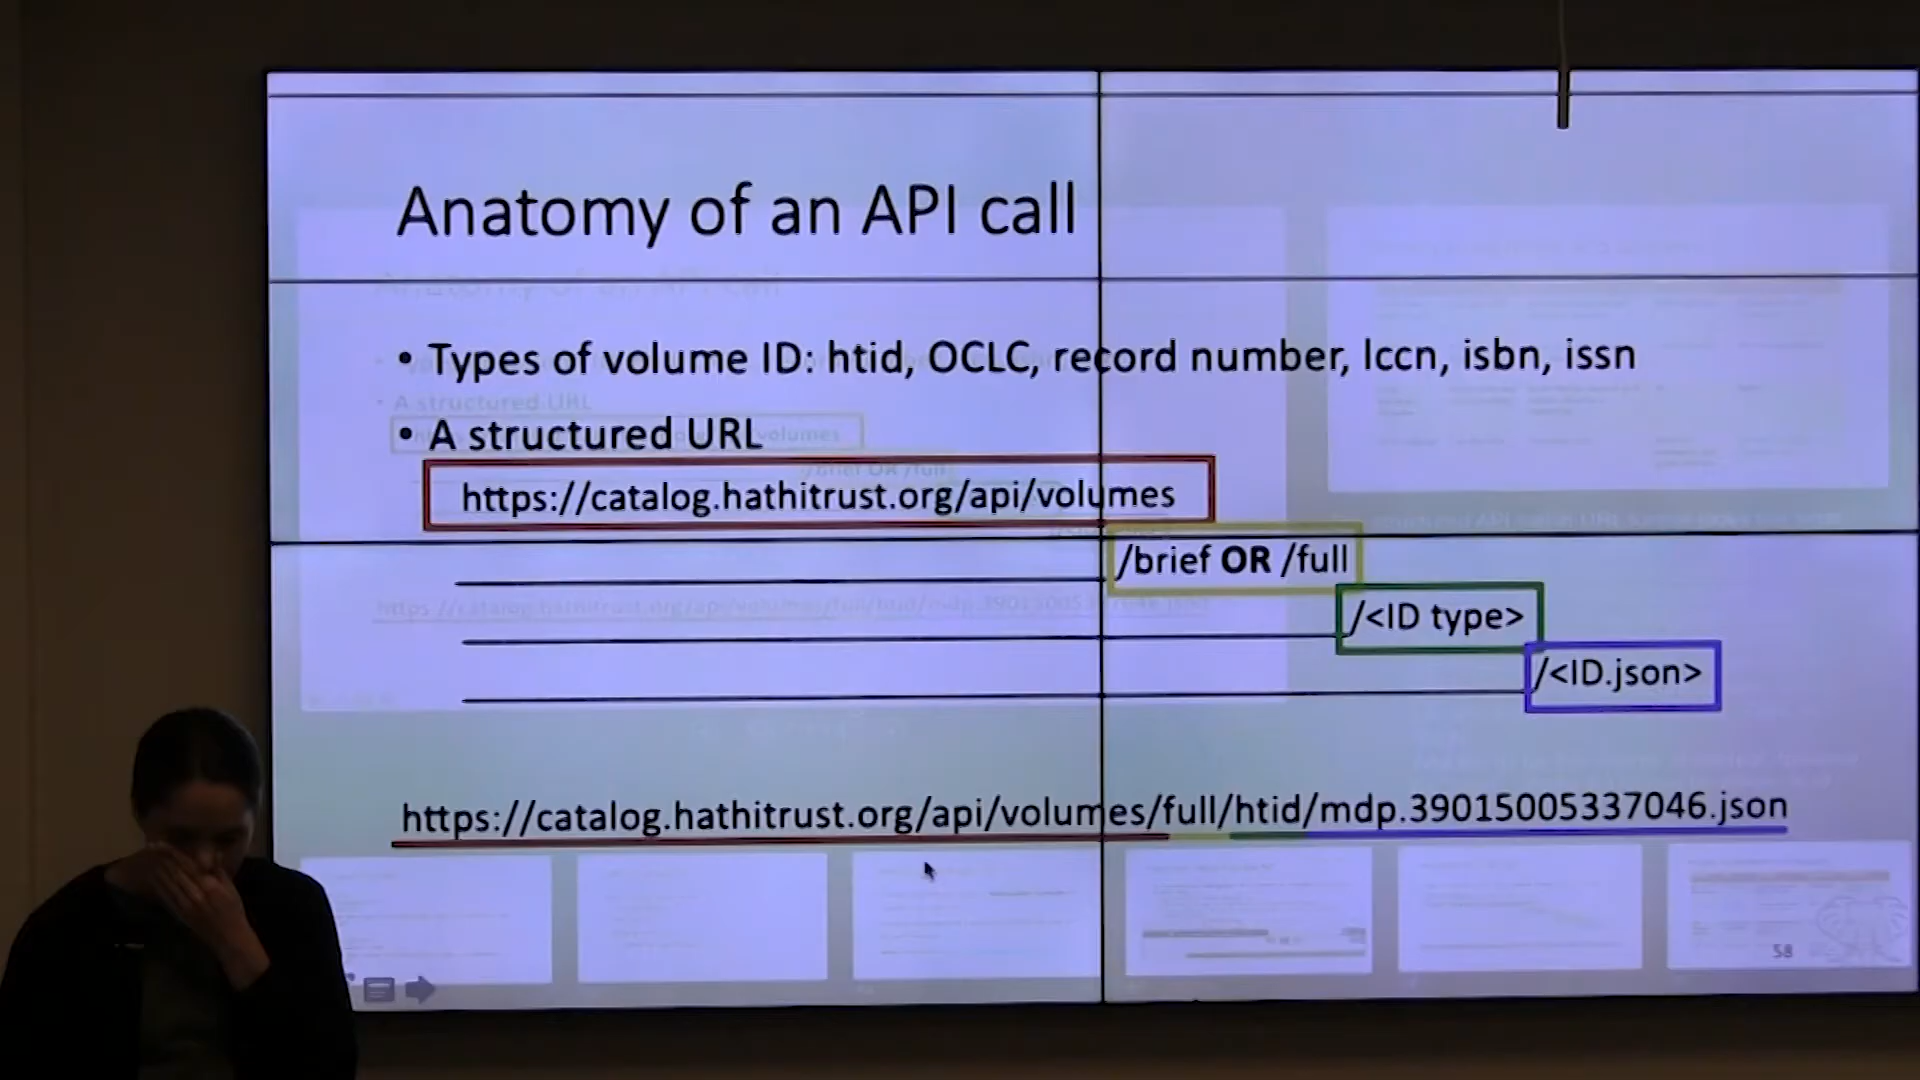 Anatomy of an API call
• Types of volume ID: htid, OCLC, record number, lccn, isbn, issn
• A structured URL
https://catalog.hathitrust.org/api/volumes
/brief OR /full
/<ID type>
/<ID.json>
https://catalog.hathitrust.org/api/volumes/full/htid/mdp.39015005337046.json
58